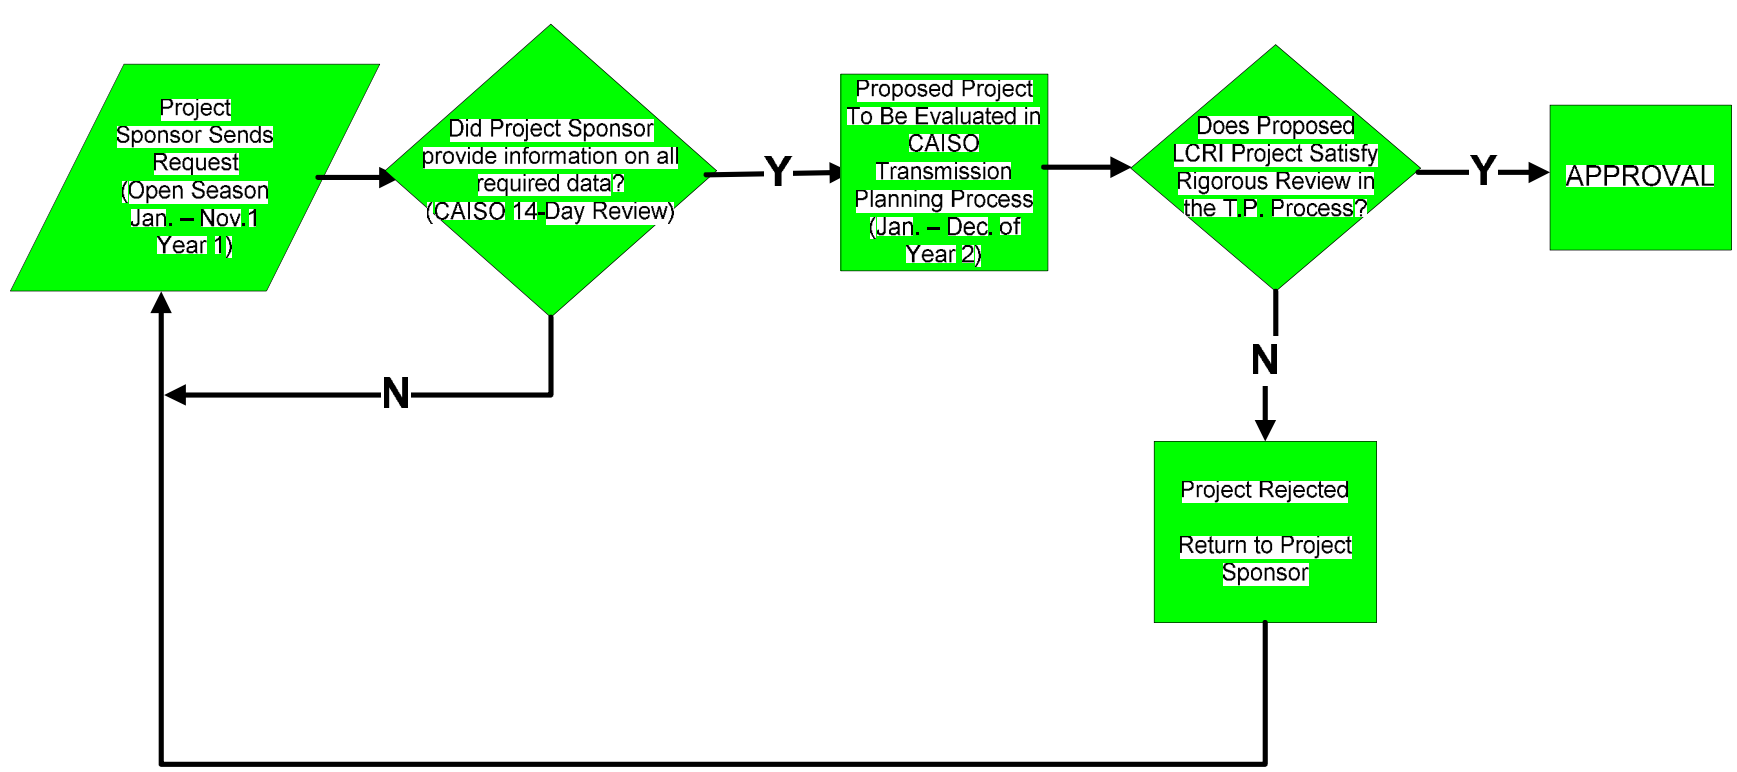 Project
Sponsor Sends
Request
(Open Season
Jan. – Nov.1
Year 1)
Did Project Sponsor
provide information on all
required data?
(CAISO 14-Day Review)
Y
N
Proposed Project
To Be Evaluated in
CAISO
Transmission
Planning Process
(Jan. – Dec. of
Year 2)
Does Proposed
LCRI Project Satisfy
Rigorous Review in
the T.P. Process?
Y
APPROVAL
N
Project Rejected
Return to Project
Sponsor